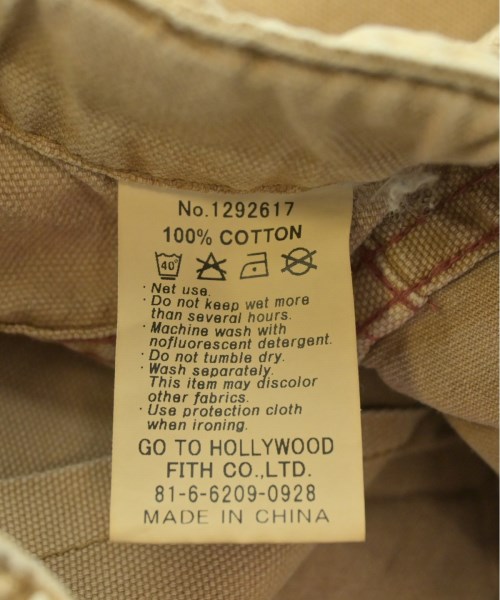 No.1292617
100% COTTON
40°
· Net use.
· Do not keep wet more
than several hours.
· Machine wash with
nofluorescent detergent.
· Do not tumble dry.
· Wash separately.
This item may discolor
other fabrics.
· Use protection cloth
when ironing.
GO TO HOLLYWOOD
FITH CO.,LTD.
81-6-6209-0928
MADE IN CHINA